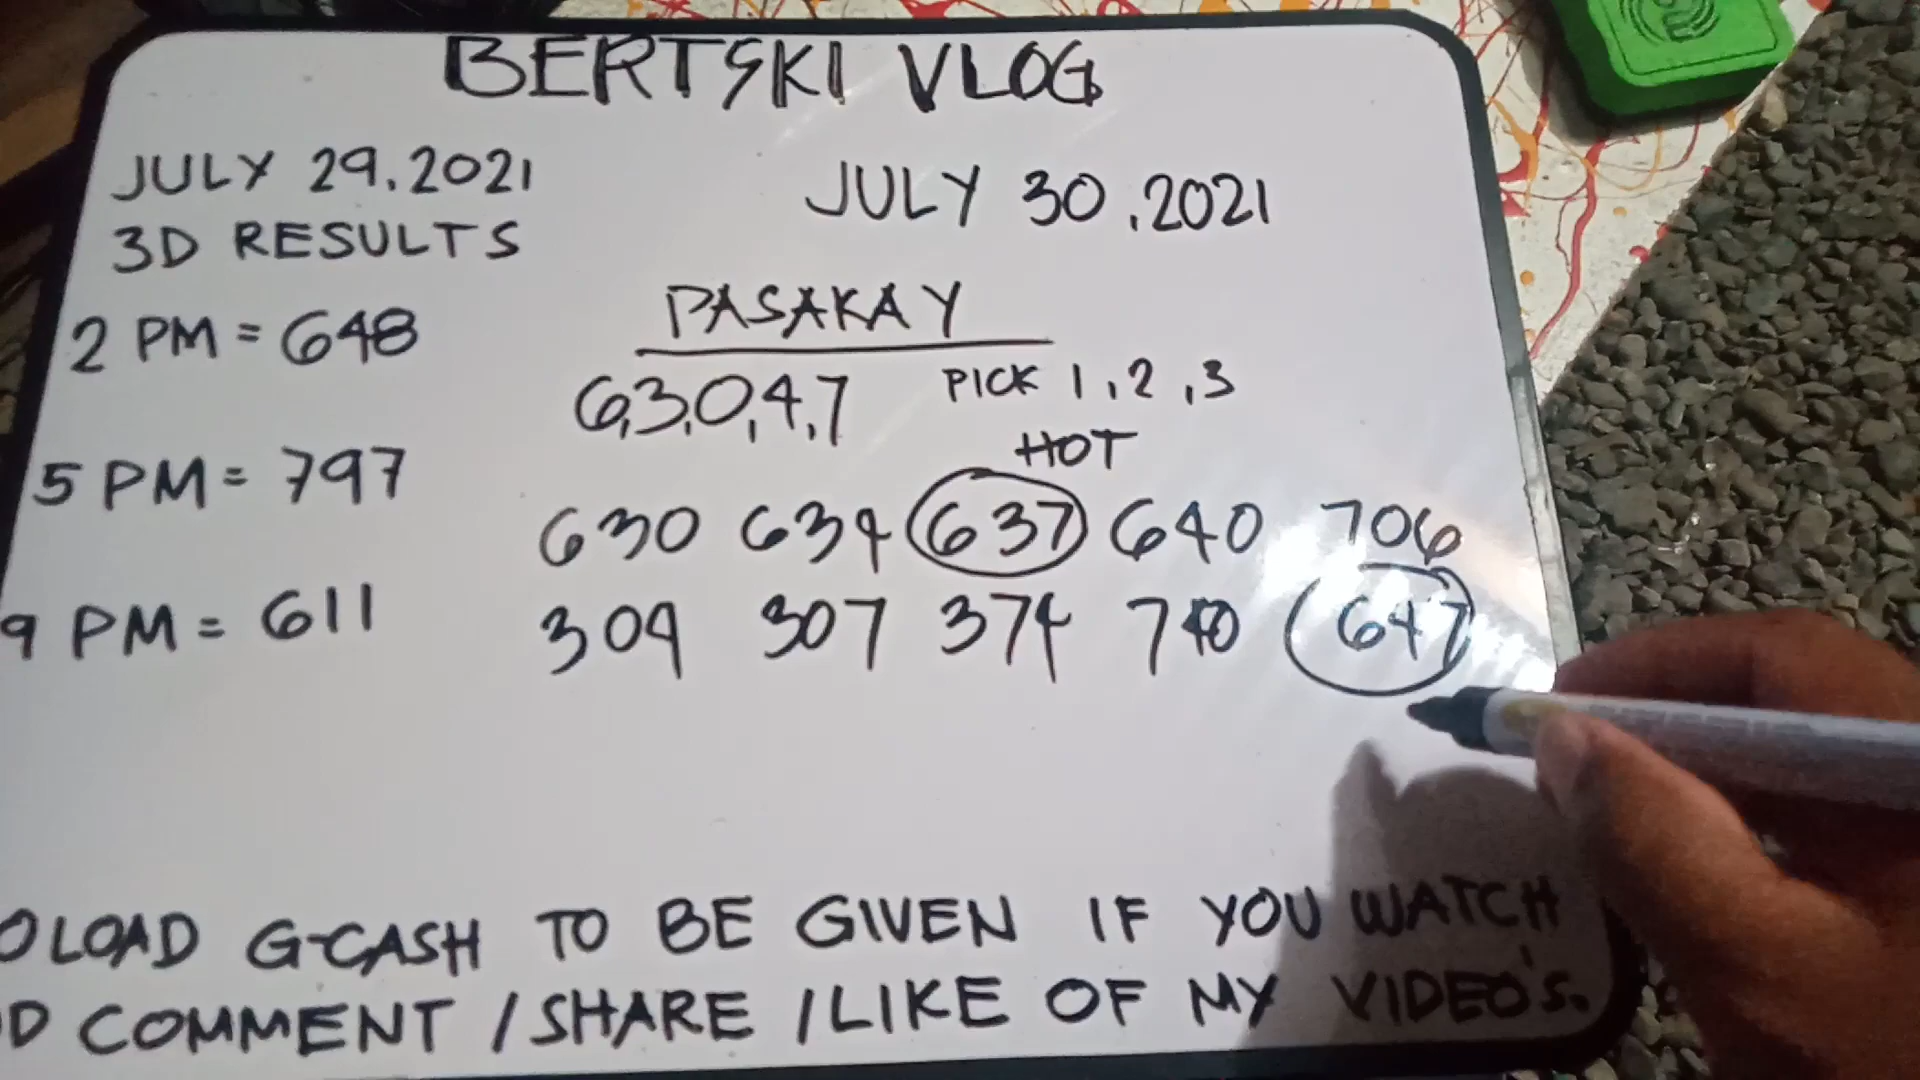 BERTSKI VLOG
JULY 29.2021
3D RESULTS
2 PM = 648
5 PM = 797
9 PM = 611
JULY 30.2021
PASAKAY
6,3,0,4,7 PICK 1,2,3
HOT
630 634 637 640 706
304 307 374 740 647
LOAD G-CASH TO BE GIVEN IF YOU WATCH
COMMENT / SHARE / LIKE OF MY VIDEO'S.